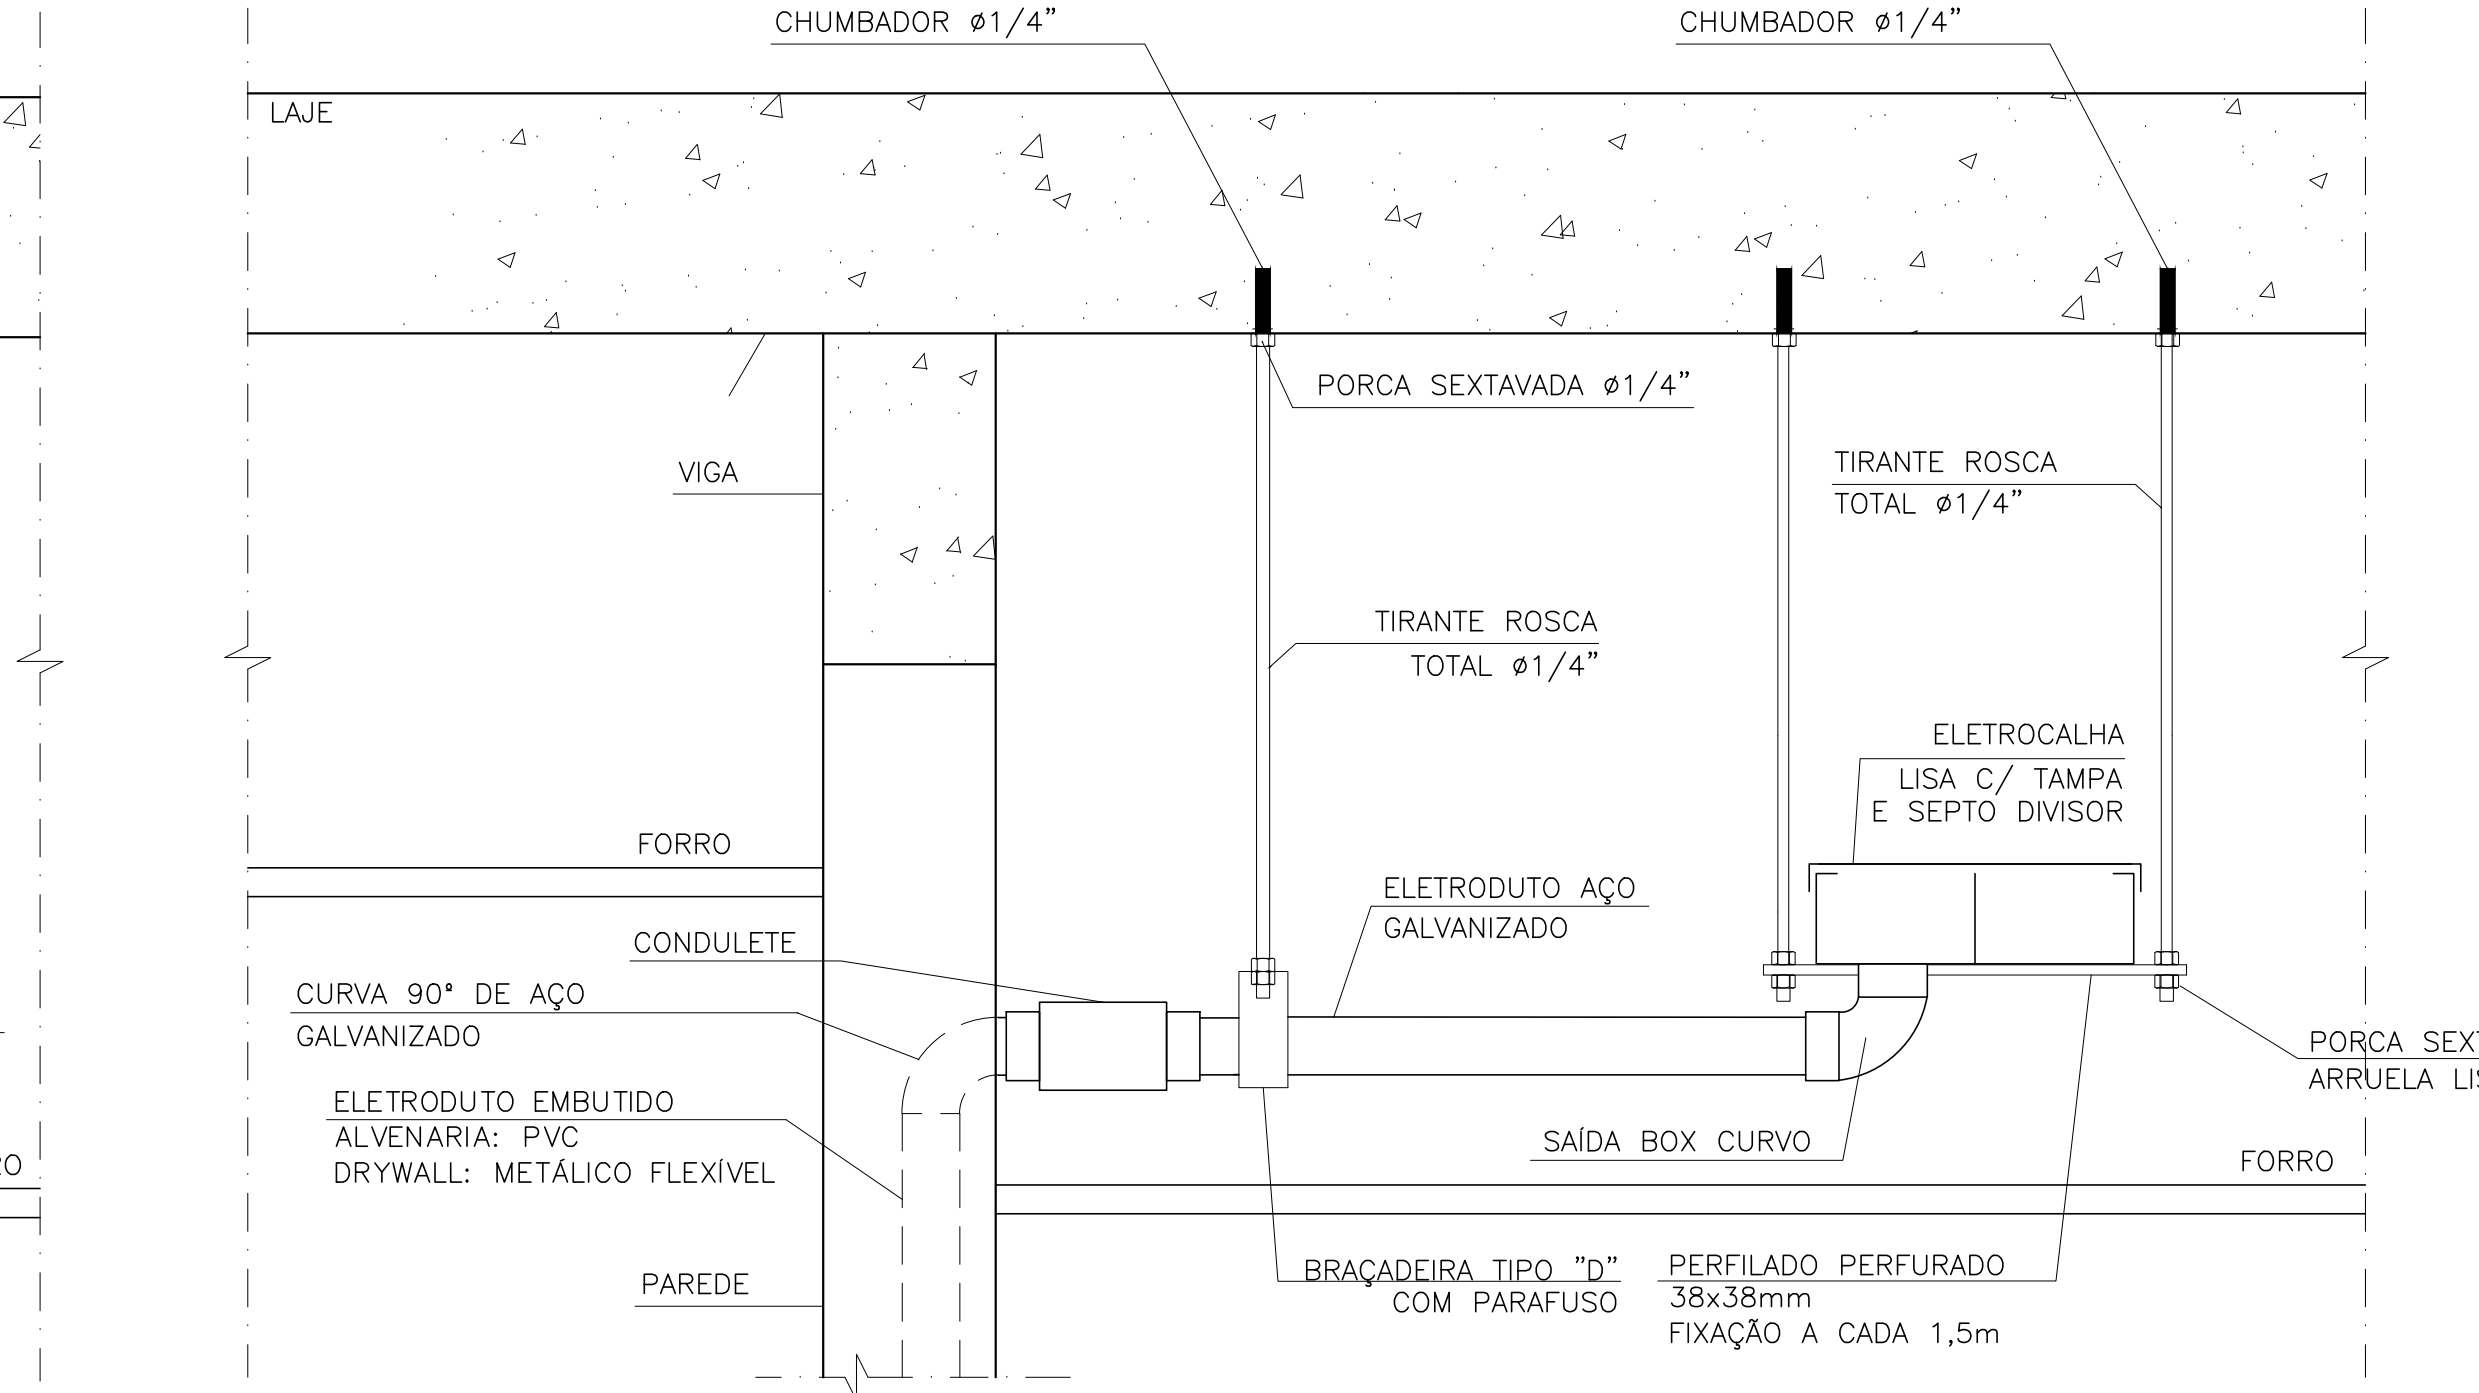 CHUMBADOR ø1/4"
CHUMBADOR ø1/4"
LAJE
PORCA SEXTAVADA ø1/4"
VIGA
TIRANTE ROSCA
TOTAL ø1/4"
TIRANTE ROSCA
TOTAL ø1/4"
ELETROCALHA
LISA C/ TAMPA
E SEPTO DIVISOR
FORRO
ELETRODUTO AÇO
GALVANIZADO
CONDULETE
CURVA 90° DE AÇO
GALVANIZADO
PORCA
ARRUELA
ELETRODUTO EMBUTIDO
ALVENARIA: PVC
DRYWALL: METÁLICO FLEXÍVEL
SAÍDA BOX CURVO
FORRO
BRAÇADEIRA TIPO "D"
COM PARAFUSO
PERFILADO PERFURADO
38x38mm
FIXAÇÃO A CADA 1,5m
PAREDE